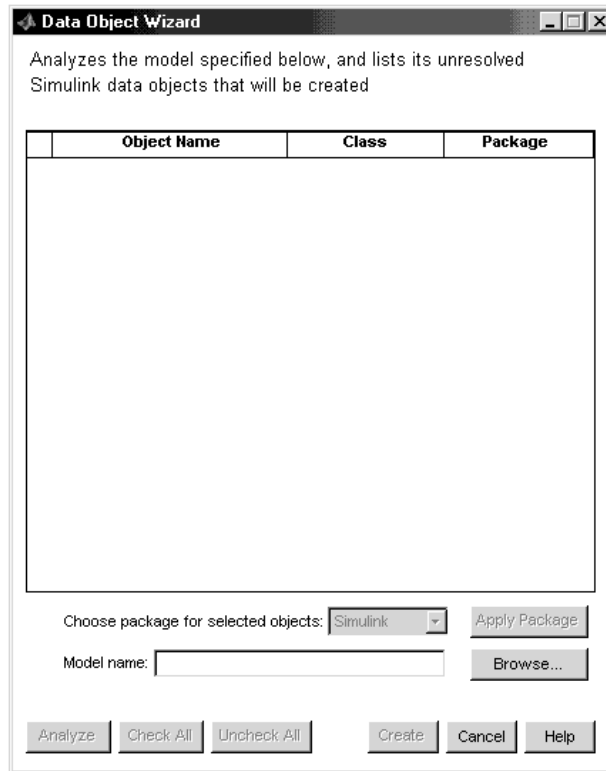 Data Object Wizard
Analyzes the model specified below, and lists its unresolved
Simulink data objects that will be created
Object Name Class Package
Choose package for selected objects: Simulink Apply Package
Model name: Browse...
Analyze Check All Uncheck All Create Cancel Help